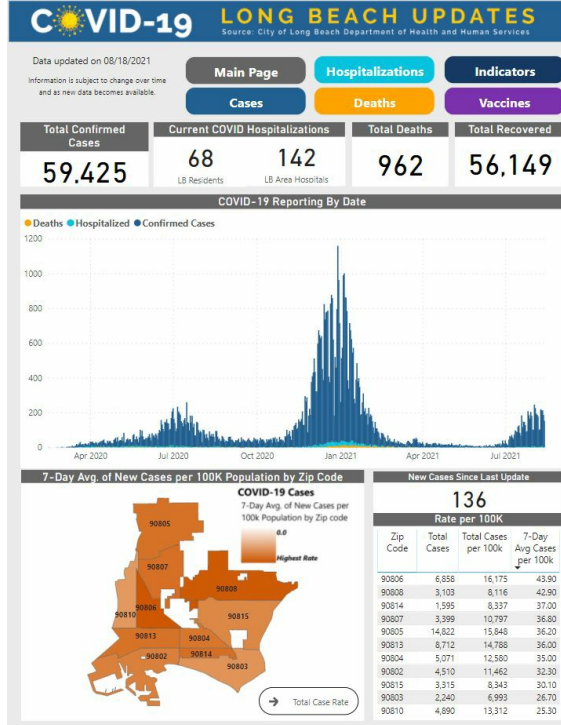 COVID-19
LONG BEACH UPDATES
Source: City of Long Beach Department of Health and Human Services
Data updated on 08/18/2021
Information is subject to change over time
and as new data becomes available.
Main Page
Hospitalizations
Indicators
Cases
Deaths
Vaccines
Total Confirmed
Cases
59,425
Current COVID Hospitalizations
68
LB Residents
142
LB Area Hospitals
Total Deaths
962
Total Recovered
56,149
COVID-19 Reporting By Date
Deaths Hospitalized Confirmed Cases
1200
1000
800
600
400
200
0
Apr 2020 Jul 2020 Oct 2020 Jan 2021 Apr 2021 Jul 2021
7-Day Avg. of New Cases per 100K Population by Zip Code
COVID-19 Cases
7-Day Avg. of New Cases per
100k Population by Zip code
0.0
Highest Rate
90805
90807
90808
90810
90806
90815
90813
90804
90802
90814
90803
Total Case Rate
New Cases Since Last Update
136
Rate per 100K
Zip
Code
Total
Cases
Total Cases
per 100k
7-Day
Avg Cases
per 100k
90806 6,858 16,175 43.90
90808 3,103 8,116 42.90
90814 1,595 8,337 37.00
90807 3,399 10,797 36.80
90805 14,822 15,848 36.20
90813 8,712 14,788 36.00
90804 5,071 12,580 35.00
90802 4,510 11,462 32.30
90815 3,315 8,343 30.10
90803 2,240 6,993 26.70
90810 4,890 13,312 25.30